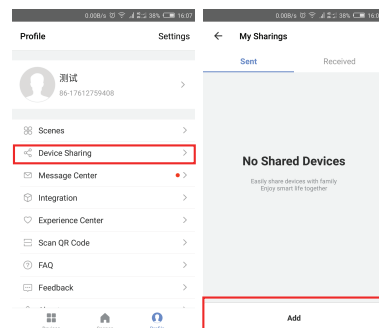 0.00B/s 38% 16:07
Profile
Settings
测试
86-17612759408
Scenes
Device Sharing
Message Center
Integration
Experience Center
Scan QR Code
FAQ
Feedback
Profile
0.00B/s 38% 16:0
My Sharings
Sent
Received
No Shared Devices
Easily share devices with family
Enjoy smart life together
Add